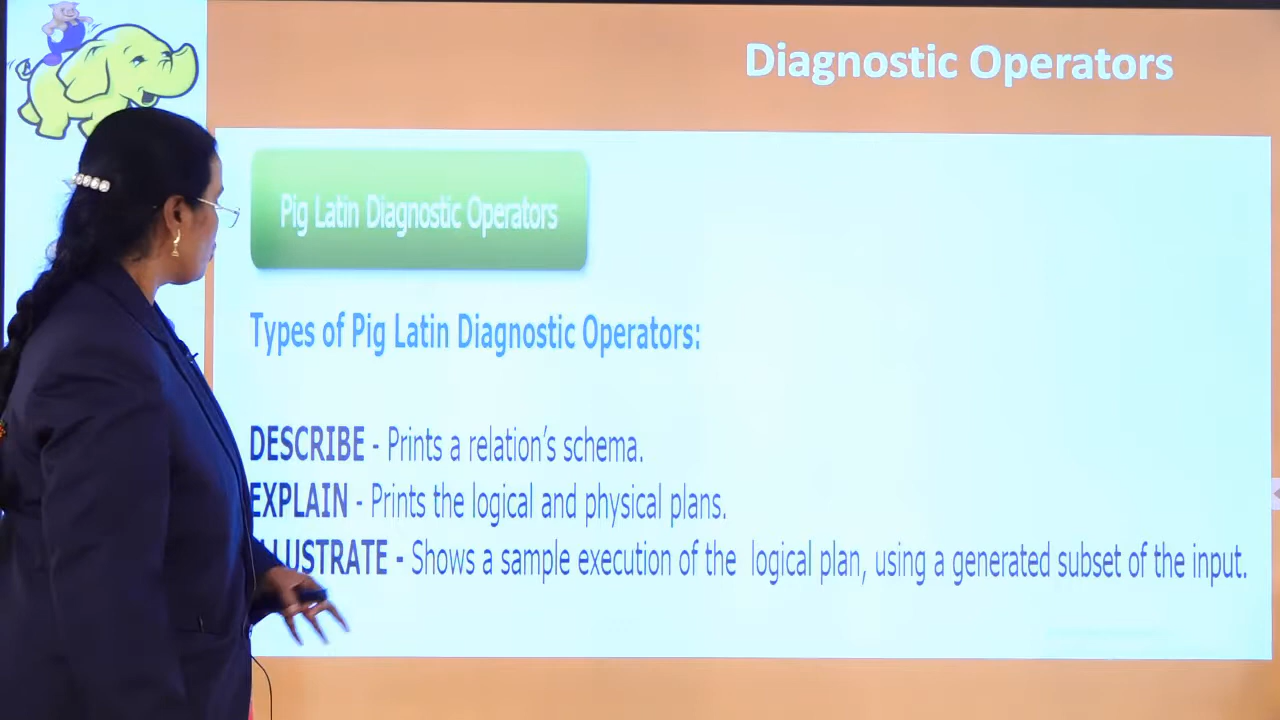 Diagnostic Operators
Pig Latin Diagnostic Operators
Types of Pig Latin Diagnostic Operators:
DESCRIBE - Prints a relation’s schema.
EXPLAIN - Prints the logical and physical plans.
ILLUSTRATE - Shows a sample execution of the logical plan, using a generated subset of the input.